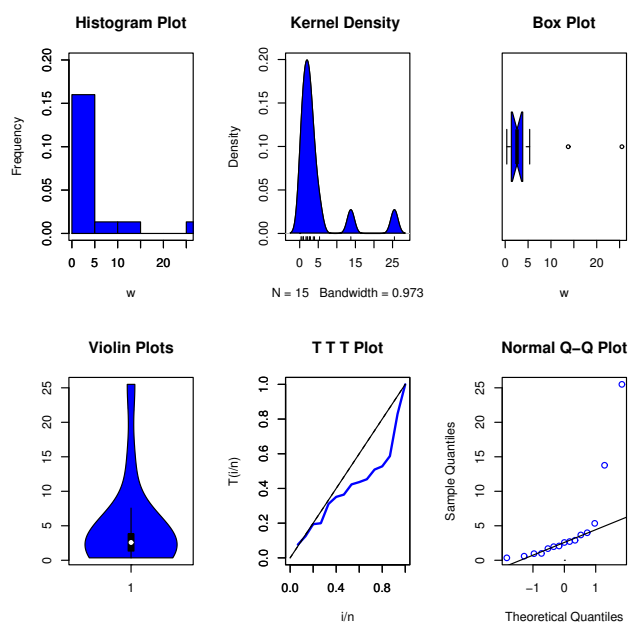 Histogram Plot
Frequency
0.00 0.05 0.10 0.15 0.20
0 5 10 20
w
Kernel Density
Density
0.00 0.05 0.10 0.15 0.20
0 5 15 25
N = 15 Bandwidth = 0.973
Box Plot
0 5 10 20
w
Violin Plots
0 5 10 15 20 25
1
T T T Plot
T(i/n)
0.0 0.2 0.4 0.6 0.8 1.0
0.0 0.4 0.8
i/n
Normal Q−Q Plot
Sample Quantiles
0 5 10 15 20 25
−1 0 1
Theoretical Quantiles